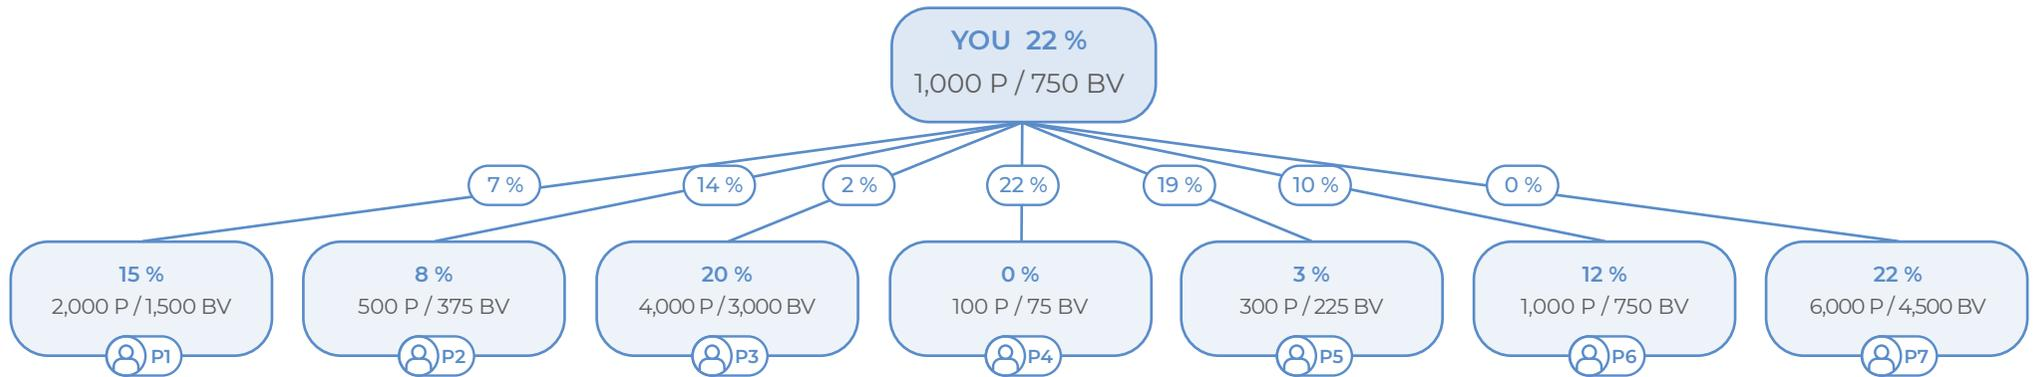 YOU 22 %
1,000 P / 750 BV
7 %
14 %
2 %
22 %
19 %
10 %
0 %
15 %
2,000 P / 1,500 BV
P1
8 %
500 P / 375 BV
P2
20 %
4,000 P / 3,000 BV
P3
0 %
100 P / 75 BV
P4
3 %
300 P / 225 BV
P5
12 %
1,000 P / 750 BV
P6
22 %
6,000 P / 4,500 BV
P7